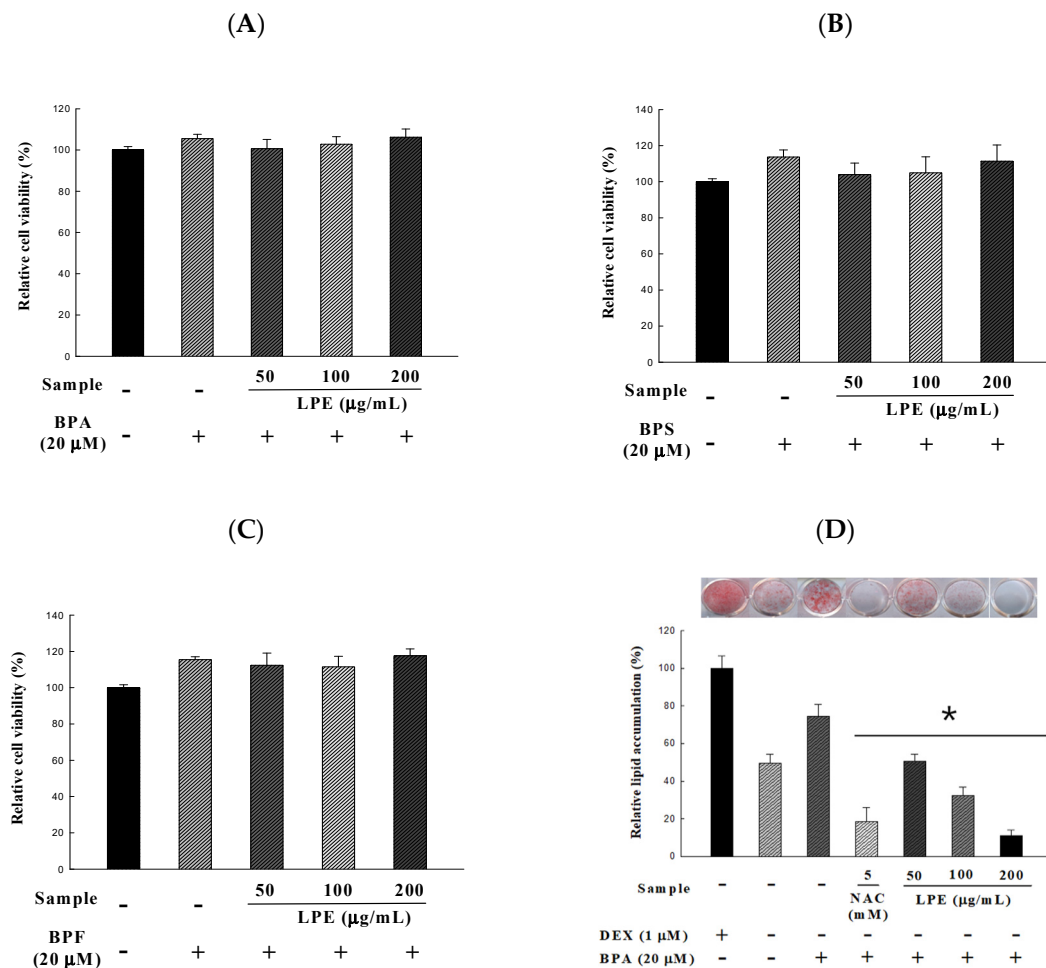 (A)
Relative cell viability (%)
120
100
80
60
40
20
0
Sample - - 50 100 200
LPE (μg/mL)
BPA
(20 μM) - + + + +
(B)
Relative cell viability (%)
140
120
100
80
60
40
20
0
Sample - - 50 100 200
LPE (μg/mL)
BPS
(20 μM) - + + + +
(C)
Relative cell viability (%)
140
120
100
80
60
40
20
0
Sample - - 50 100 200
LPE (μg/mL)
BPF
(20 μM) - + + + +
(D)
Relative lipid accumulation (%)
120
100
80
60
40
20
0
*
Sample - - - 5 50 100 200
NAC LPE (μg/mL)
(mM)
DEX (1 μM) + - - - - - -
BPA (20 μM) - - + + + + +